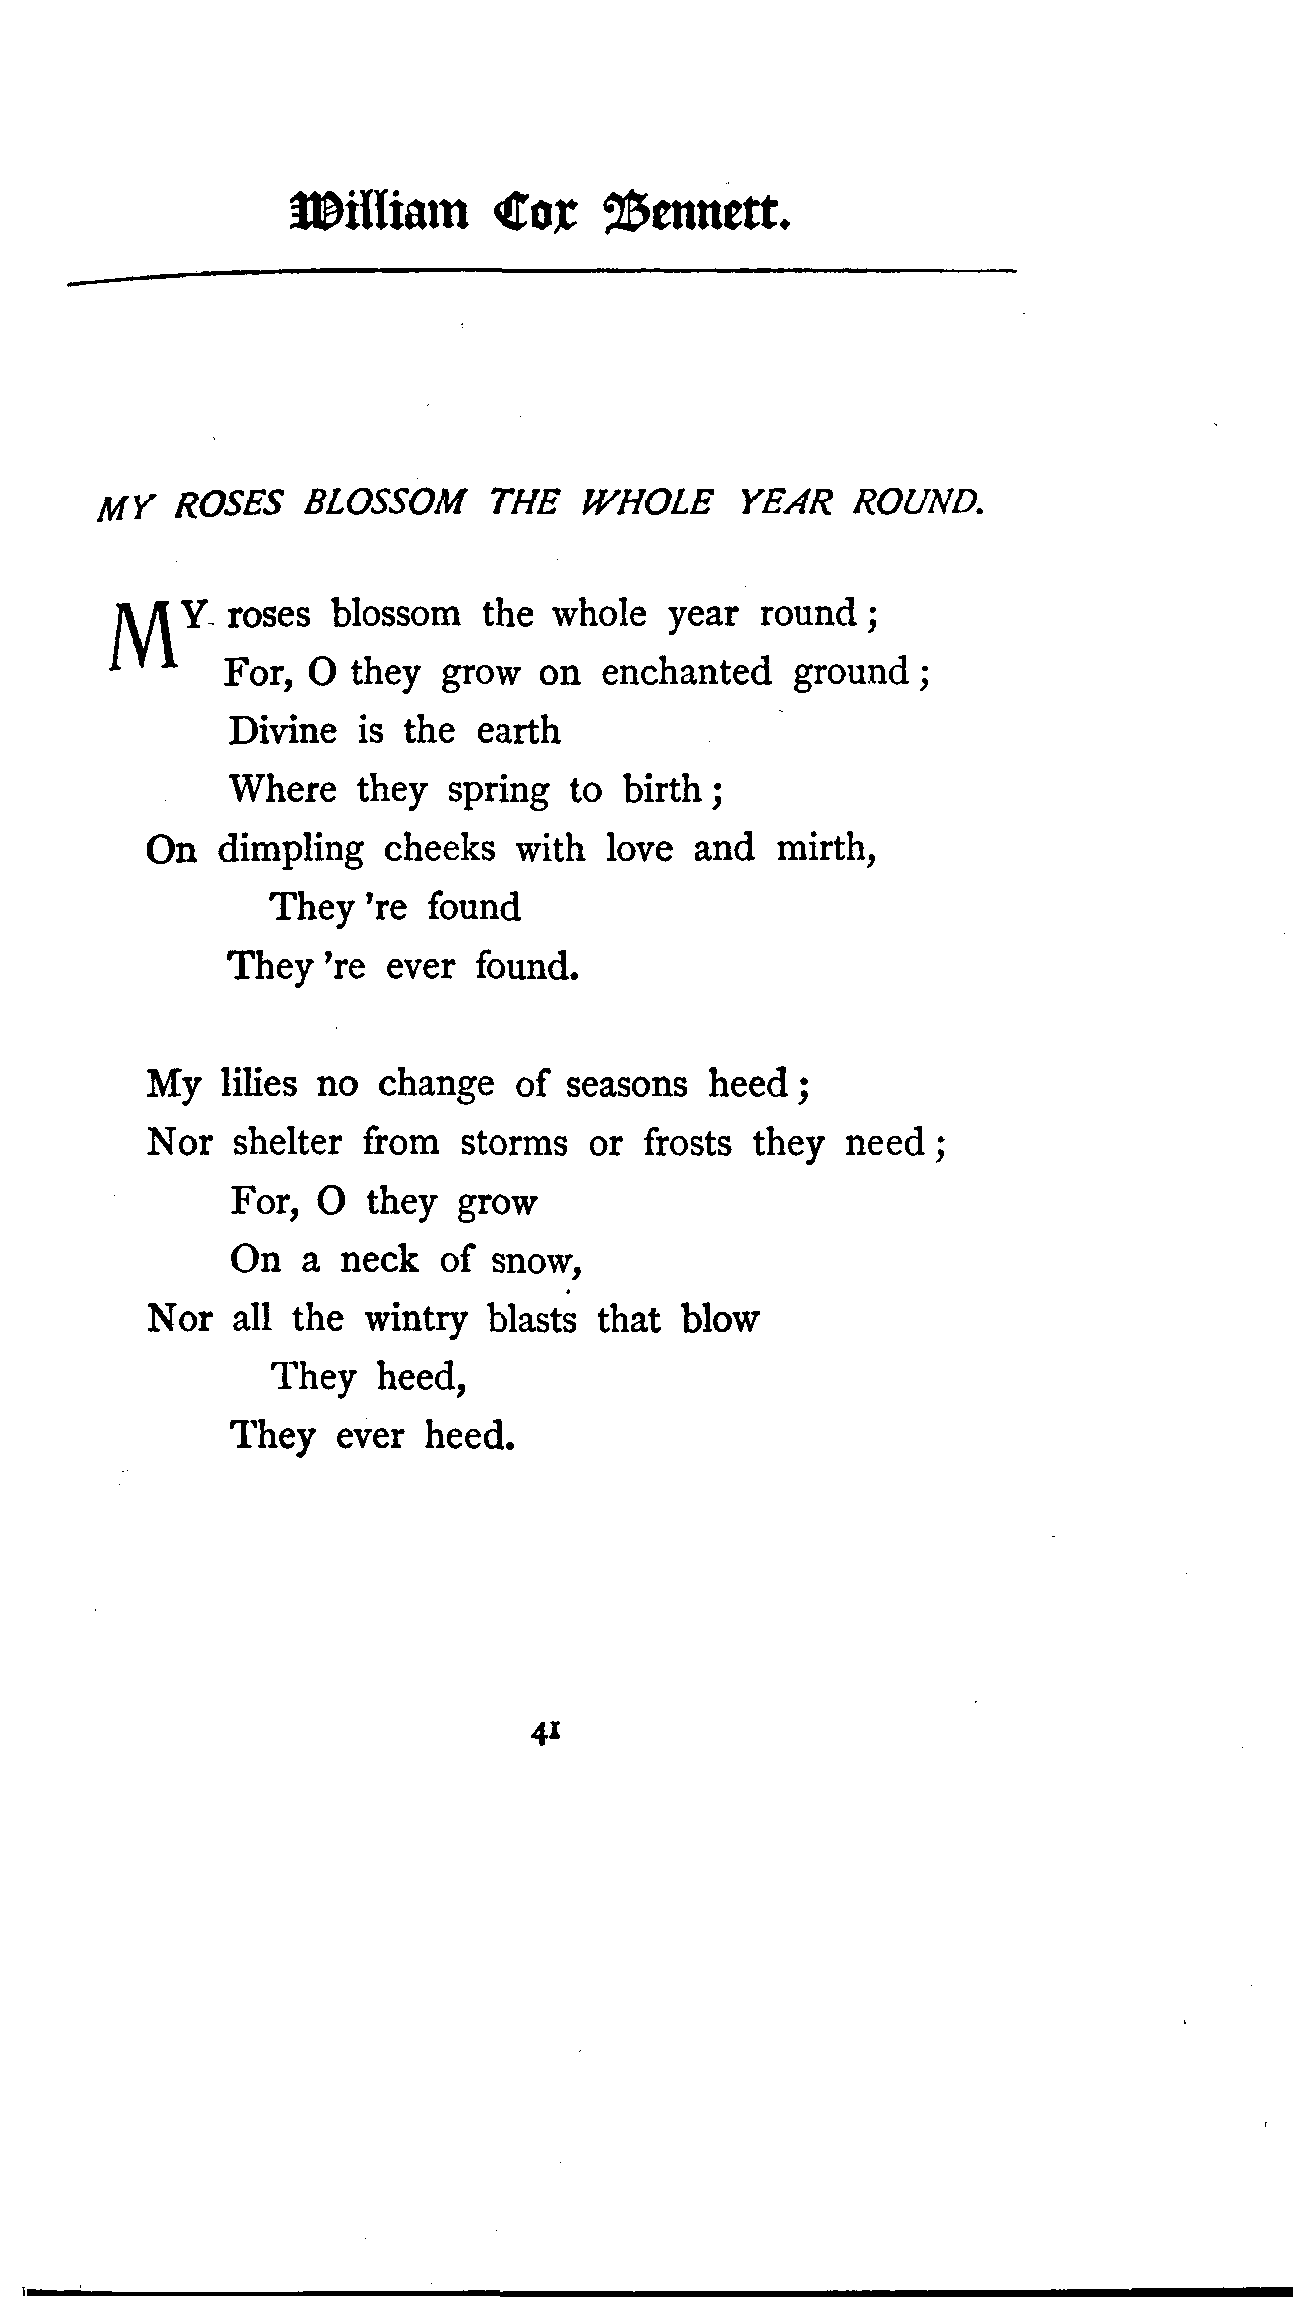 William Cox Bennett.
MY ROSES BLOSSOM THE WHOLE YEAR ROUND.
MY roses blossom the whole year round;
For, O they grow on enchanted ground;
Divine is the earth
Where they spring to birth;
On dimpling cheeks with love and mirth,
They 're found
They 're ever found.
My lilies no change of seasons heed;
Nor shelter from storms or frosts they need;
For, O they grow
On a neck of snow,
Nor all the wintry blasts that blow
They heed,
They ever heed.
41